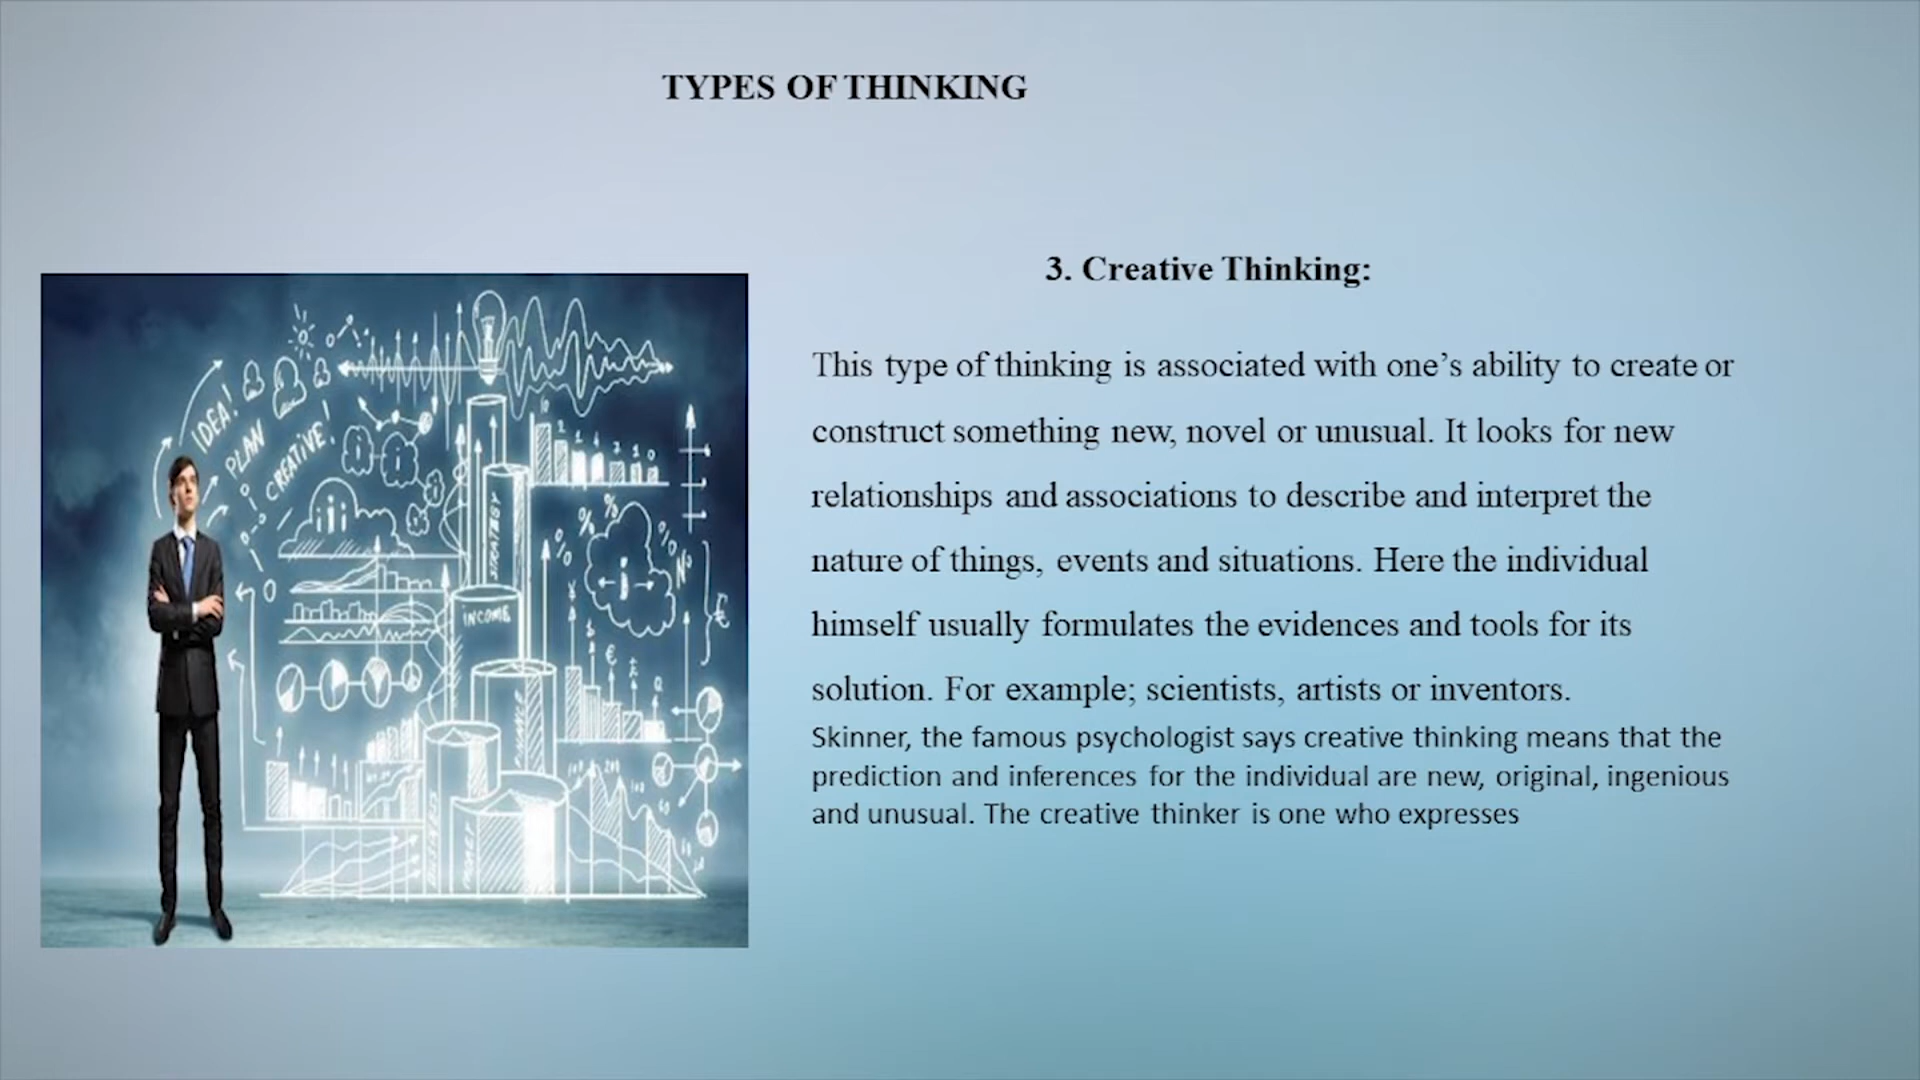 TYPES OF THINKING
3. Creative Thinking:
This type of thinking is associated with one’s ability to create or
construct something new, novel or unusual. It looks for new
relationships and associations to describe and interpret the
nature of things, events and situations. Here the individual
himself usually formulates the evidences and tools for its
solution. For example; scientists, artists or inventors.
Skinner, the famous psychologist says creative thinking means that the
prediction and inferences for the individual are new, original, ingenious
and unusual. The creative thinker is one who expresses
IDEA!
PLAN
CREATIVE!
STRATEGY
INCOME